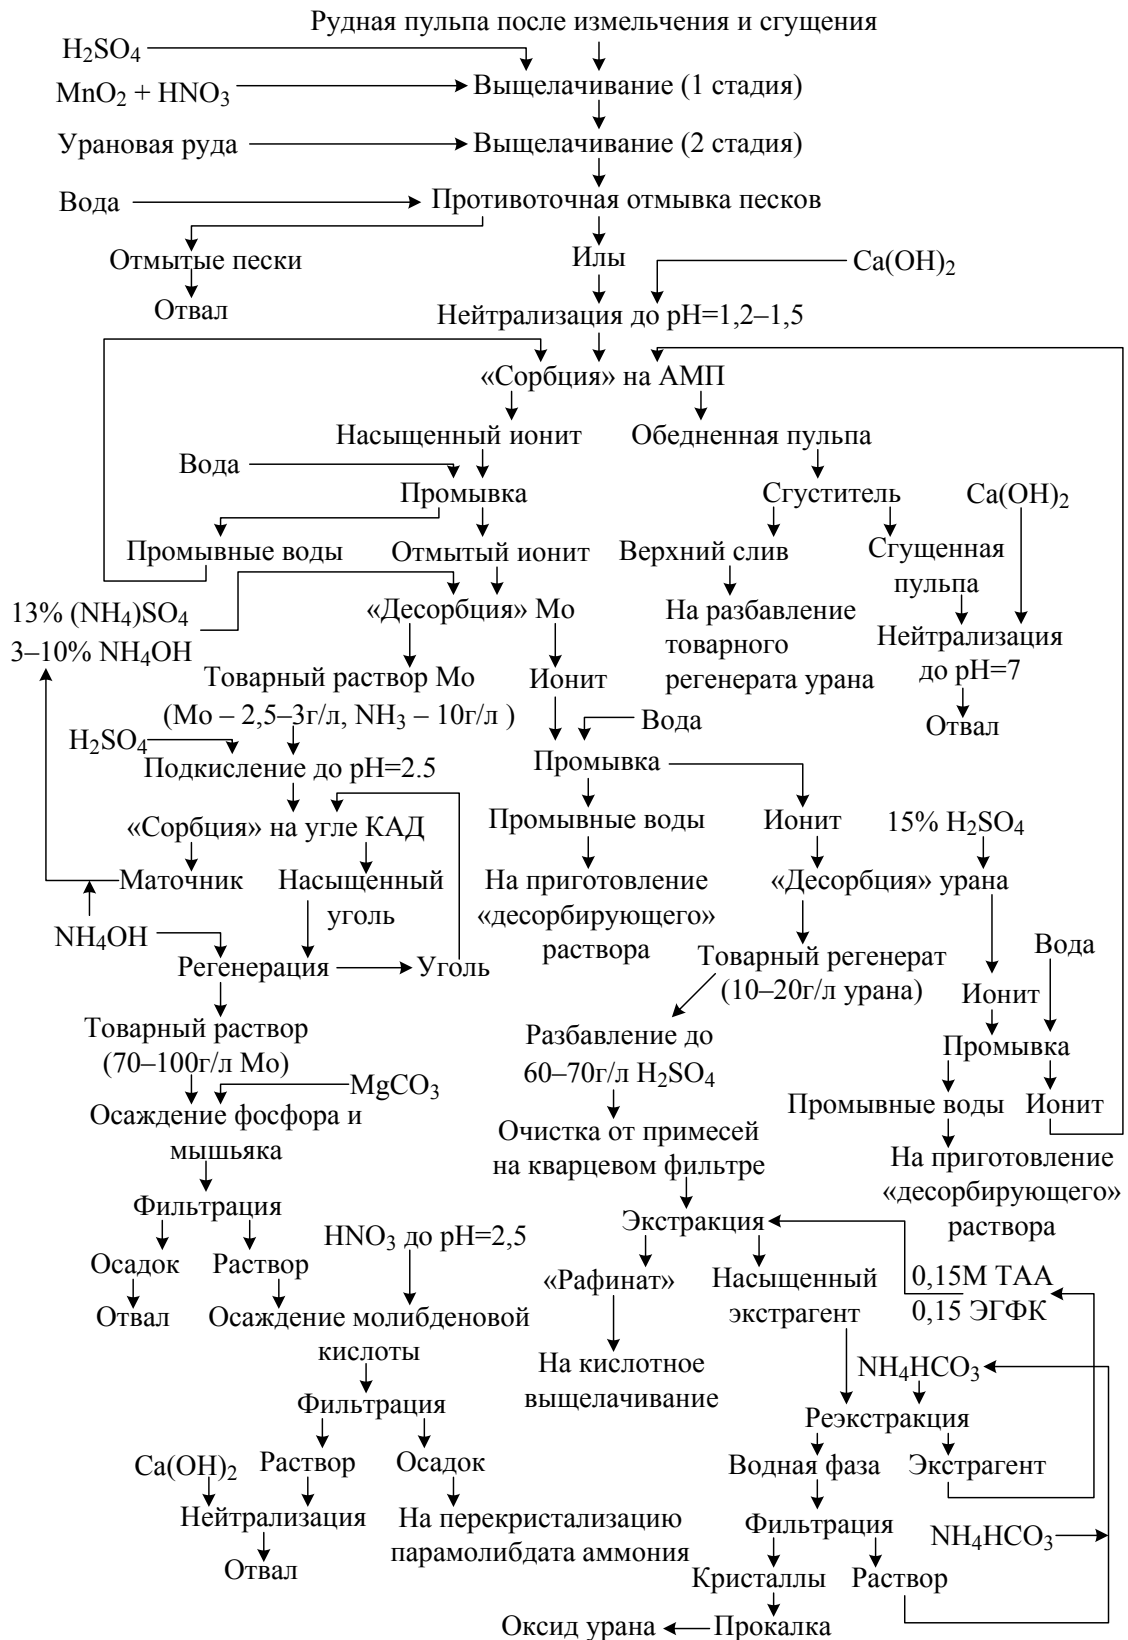 Рудная пульпа после измельчения и сгущения
H₂SO₄
MnO₂ + HNO₃
Выщелачивание (1 стадия)
Урановая руда
Выщелачивание (2 стадия)
Вода
Противоточная отмывка песков
Отмытые пески
Илы
Ca(OH)₂
Отвал
Нейтрализация до pH=1,2–1,5
«Сорбция» на АМП
Насыщенный ионит
Обедненная пульпа
Вода
Промывка
Сгуститель
Ca(OH)₂
Промывные воды
Отмытый ионит
Верхний слив
Сгущенная
пульпа
13% (NH₄)SO₄
3–10% NH₄OH
«Десорбция» Мо
На разбавление
товарного
регенерата урана
Нейтрализация
до pH=7
Отвал
Товарный раствор Мо
(Мо – 2,5–3г/л, NH₃ – 10г/л )
Ионит
Вода
H₂SO₄
Подкисление до pH=2.5
Промывка
«Сорбция» на угле КАД
Промывные воды
Ионит
15% H₂SO₄
Маточник
Насыщенный
уголь
На приготовление
«десорбирующего»
раствора
«Десорбция» урана
NH₄OH
Регенерация
Уголь
Товарный регенерат
(10–20г/л урана)
Вода
Ионит
Товарный раствор
(70–100г/л Мо)
Разбавление до
60–70г/л H₂SO₄
Промывка
MgCO₃
Осаждение фосфора и
мышьяка
Очистка от примесей
на кварцевом фильтре
Промывные воды
Ионит
На приготовление
«десорбирующего»
раствора
Фильтрация
HNO₃ до pH=2,5
Экстракция
Осадок
Раствор
«Рафинат»
Насыщенный
экстрагент
0,15М ТАА
0,15 ЭГФК
Отвал
Осаждение молибденовой
кислоты
На кислотное
выщелачивание
NH₄HCO₃
Фильтрация
Реэкстракция
Ca(OH)₂
Раствор
Осадок
Водная фаза
Экстрагент
Нейтрализация
На перекристализацию
парамолибдата аммония
Фильтрация
NH₄HCO₃
Отвал
Кристаллы
Раствор
Оксид урана
Прокалка